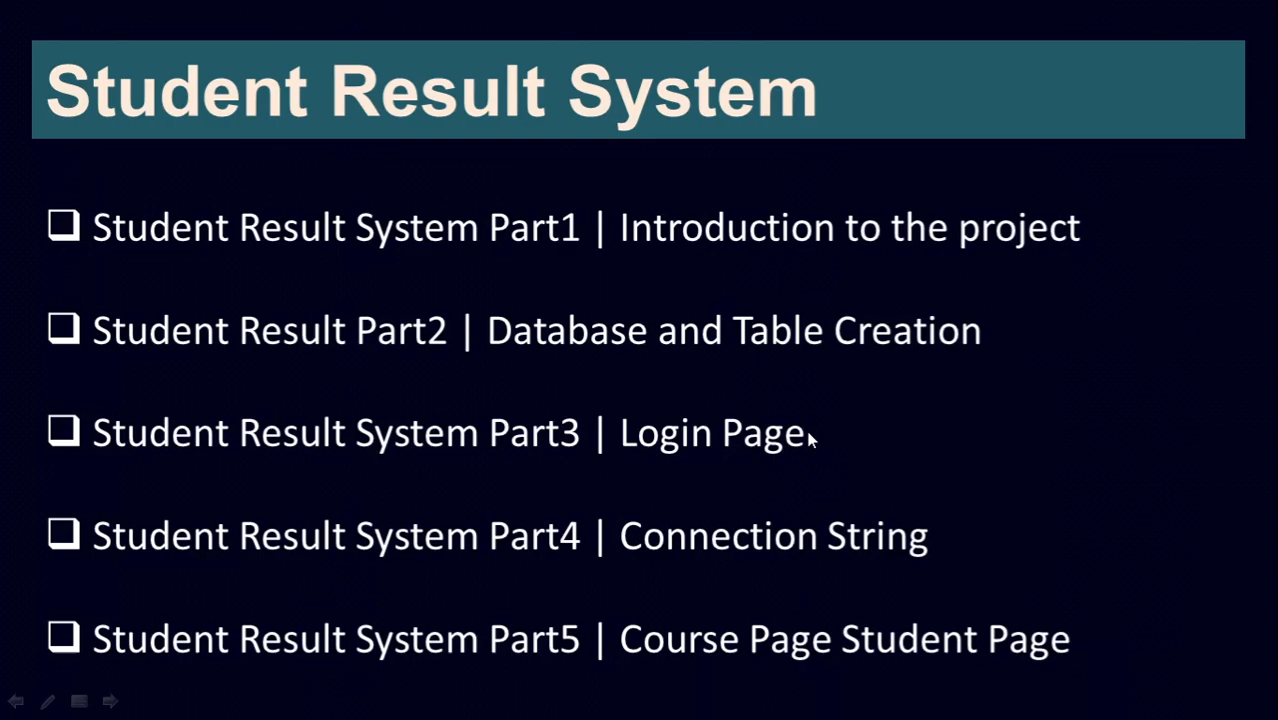 Student Result System
Student Result System Part1 | Introduction to the project
Student Result Part2 | Database and Table Creation
Student Result System Part3 | Login Page
Student Result System Part4 | Connection String
Student Result System Part5 | Course Page Student Page